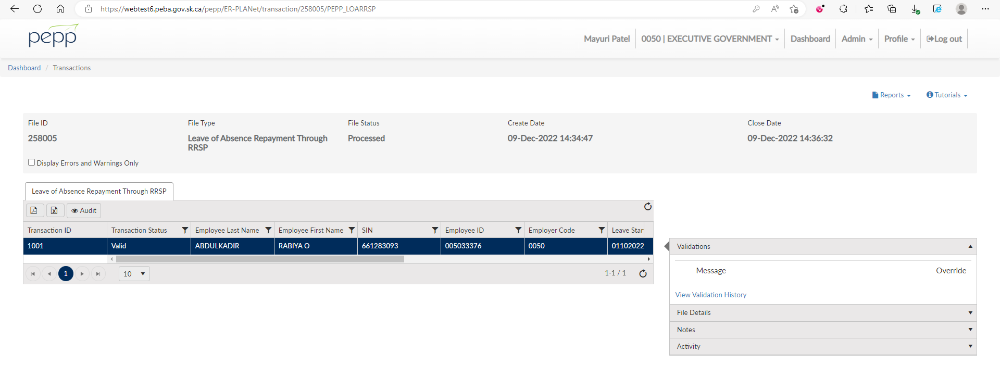 https://webtest6.peba.gov.sk.ca/pepp/ER-PLANet/transaction/258005/PEPP_LOARRSP
pepp
Mayuri Patel
0050 | EXECUTIVE GOVERNMENT
Dashboard
Admin
Profile
Log out
Dashboard / Transactions
Reports
Tutorials
File ID
File Type
File Status
Create Date
Close Date
258005
Leave of Absence Repayment Through
RRSP
Processed
09-Dec-2022 14:34:47
09-Dec-2022 14:36:32
Display Errors and Warnings Only
Leave of Absence Repayment Through RRSP
Audit
Transaction ID
Transaction Status
Employee Last Name
Employee First Name
SIN
Employee ID
Employer Code
Leave Star
1001
Valid
ABDULKADIR
RABIYA O
661283093
005033376
0050
01102022
1
10
1-1 / 1
Validations
Message
Override
View Validation History
File Details
Notes
Activity